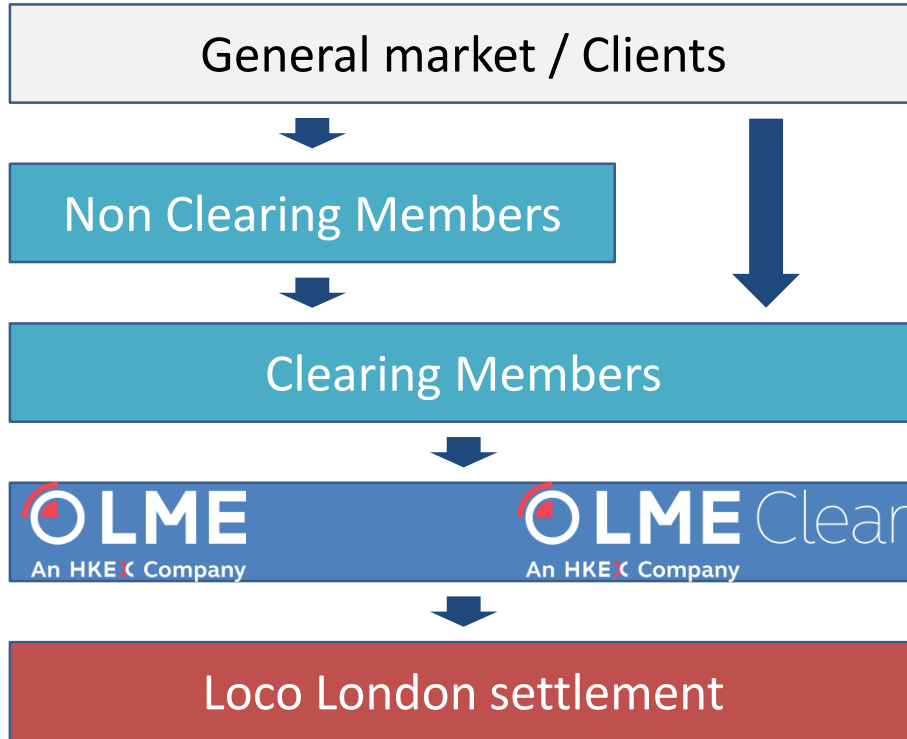 General market / Clients
Non Clearing Members
Clearing Members
LME
An HKEX Company
LME Clear
An HKEX Company
Loco London settlement